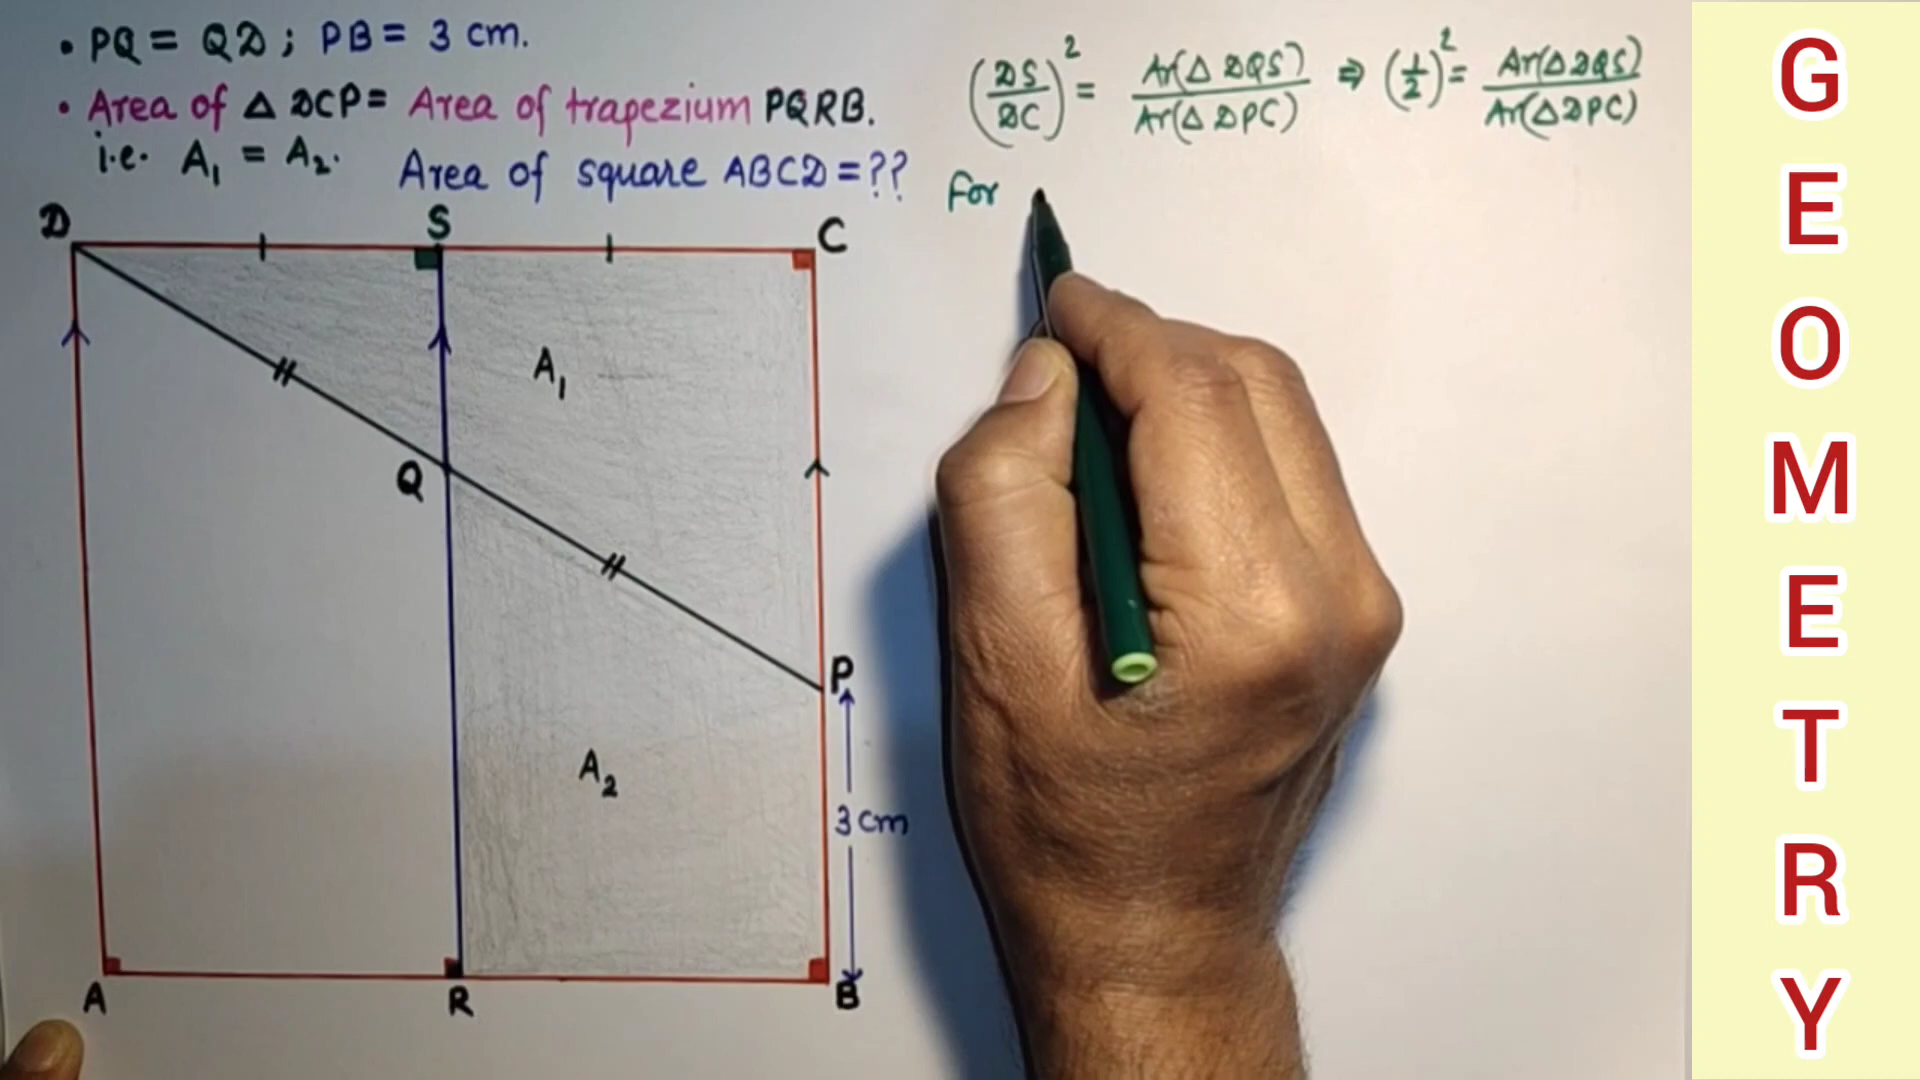 • PQ = QD ; PB = 3 cm.
• Area of △ DCP = Area of trapezium PQRB.
i.e. A₁ = A₂. Area of square ABCD = ??
(DS/DC)² = Ar(△ DQS)/Ar(△ DPC) ⇒ (1/2)² = Ar(△DQS)/Ar(△DPC)
For
D S C
A₁
Q
P
A₂
3 cm
A R B
G
E
O
M
E
T
R
Y